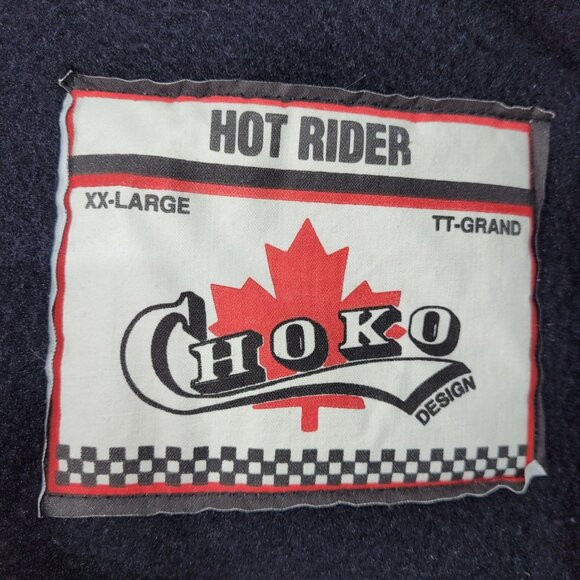 HOT RIDER
XX-LARGE
TT-GRAND
CHOKO
DESIGN